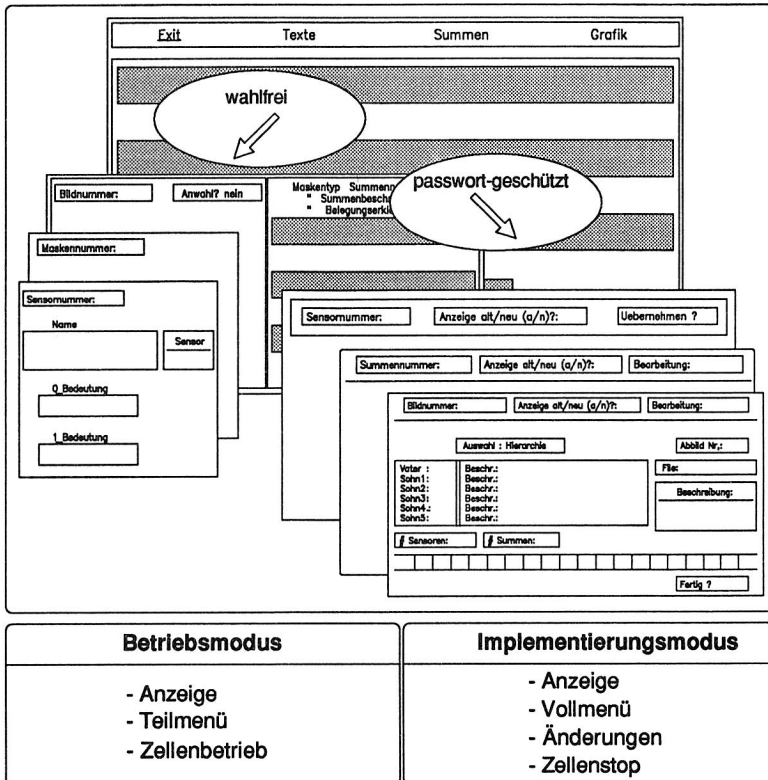 Exit Texte Summen Grafik
wahlfrei
passwort-geschützt
Bildnummer: Anwahl? nein
Maskentyp Summenn
" Summenbeschr
" Belegungserklä
Maskennummer:
Sensornummer:
Name
Sensor
0_Bedeutung
1_Bedeutung
Sensornummer: Anzeige alt/neu (a/n)?: Uebernehmen ?
Summennummer: Anzeige alt/neu (a/n)?: Bearbeitung:
Bildnummer: Anzeige alt/neu (a/n)?: Bearbeitung:
Auswahl : Hierarchie Abbild Nr,:
Vater : Beschr.:
Sohn1: Beschr.:
Sohn2: Beschr.:
Sohn3: Beschr.:
Sohn4.: Beschr.:
Sohn5: Beschr.:
File:
Beschreibung:
# Sensoren: # Summen:
Fertig ?
Betriebsmodus
- Anzeige
- Teilmenü
- Zellenbetrieb
Implementierungsmodus
- Anzeige
- Vollmenü
- Änderungen
- Zellenstop